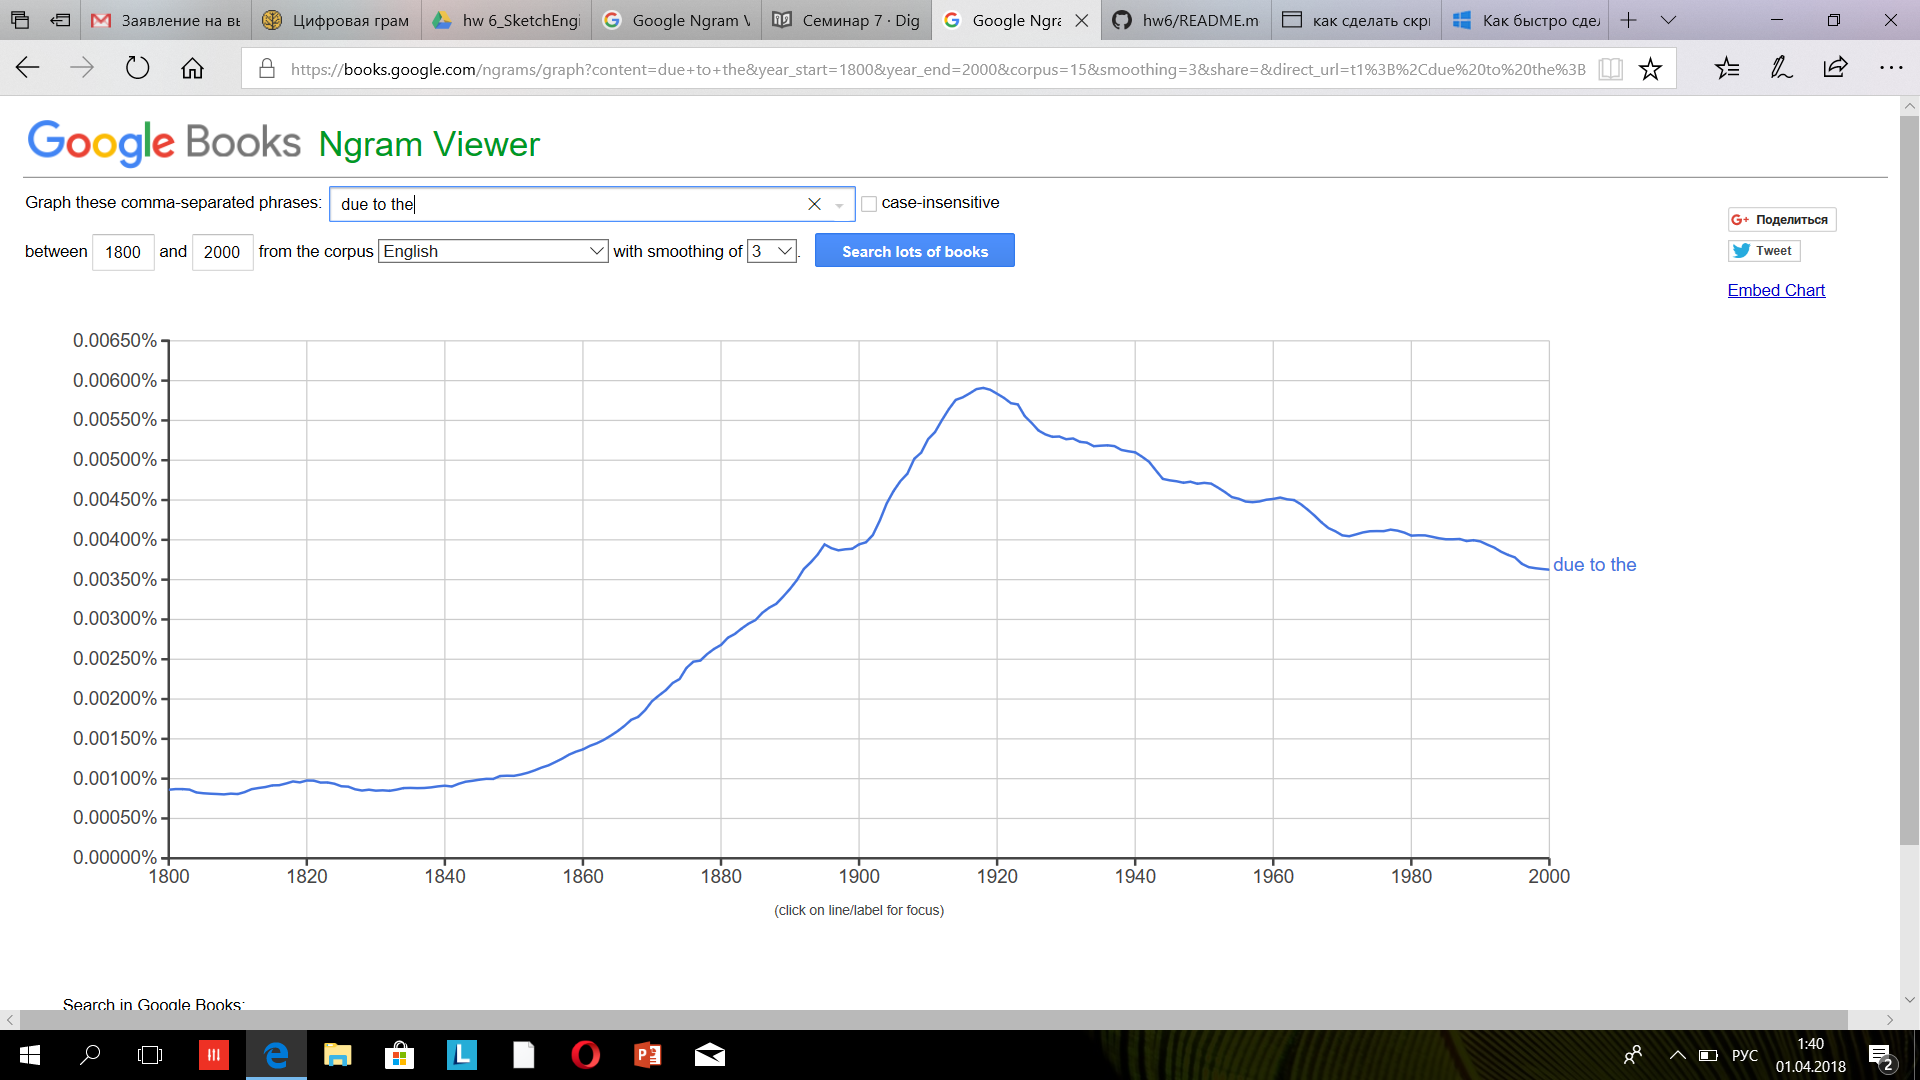 Заявление на вы
Цифровая грам
hw 6_SketchEngi
Google Ngram V
Семинар 7 · Dig
Google Ngra
hw6/README.m
как сделать скри
Как быстро сдел
https://books.google.com/ngrams/graph?content=due+to+the&year_start=1800&year_end=2000&corpus=15&smoothing=3&share=&direct_url=t1%3B%2Cdue%20to%20the%3B
Google Books Ngram Viewer
Graph these comma-separated phrases: due to the case-insensitive
between 1800 and 2000 from the corpus English with smoothing of 3. Search lots of books
G+ Поделиться
Tweet
Embed Chart
0.00650%
0.00600%
0.00550%
0.00500%
0.00450%
0.00400%
0.00350%
0.00300%
0.00250%
0.00200%
0.00150%
0.00100%
0.00050%
0.00000%
due to the
1800 1820 1840 1860 1880 1900 1920 1940 1960 1980 2000
(click on line/label for focus)
Search in Google Books:
РУС
1:40
01.04.2018
2